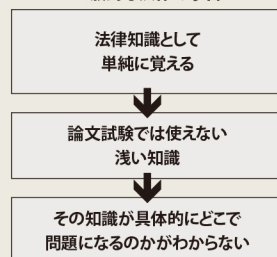 法律知識として
単純に覚える
論文試験では使えない
浅い知識
その知識が具体的にどこで
問題になるのかがわからない